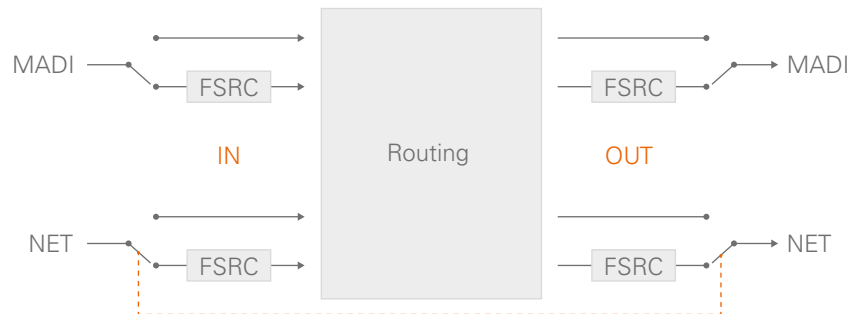 MADI
FSRC
FSRC
MADI
IN
Routing
OUT
NET
FSRC
FSRC
NET